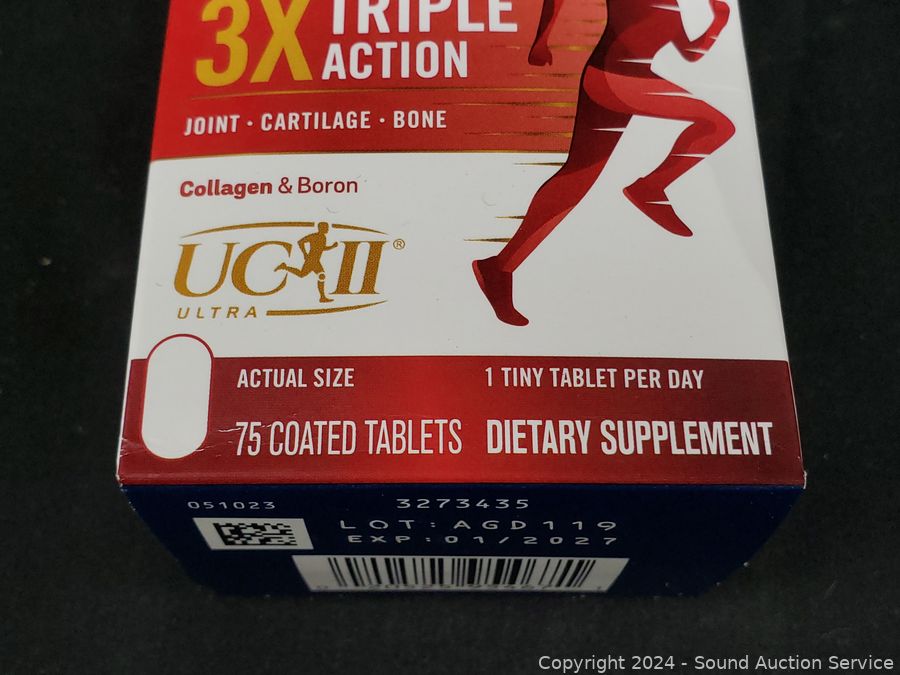 3X TRIPLE
ACTION
JOINT · CARTILAGE · BONE
Collagen & Boron
UC II®
ULTRA
ACTUAL SIZE
1 TINY TABLET PER DAY
75 COATED TABLETS
DIETARY SUPPLEMENT
051023
3273435
LOT:AGD119
EXP:01/2027
Copyright 2024 - Sound Auction Service